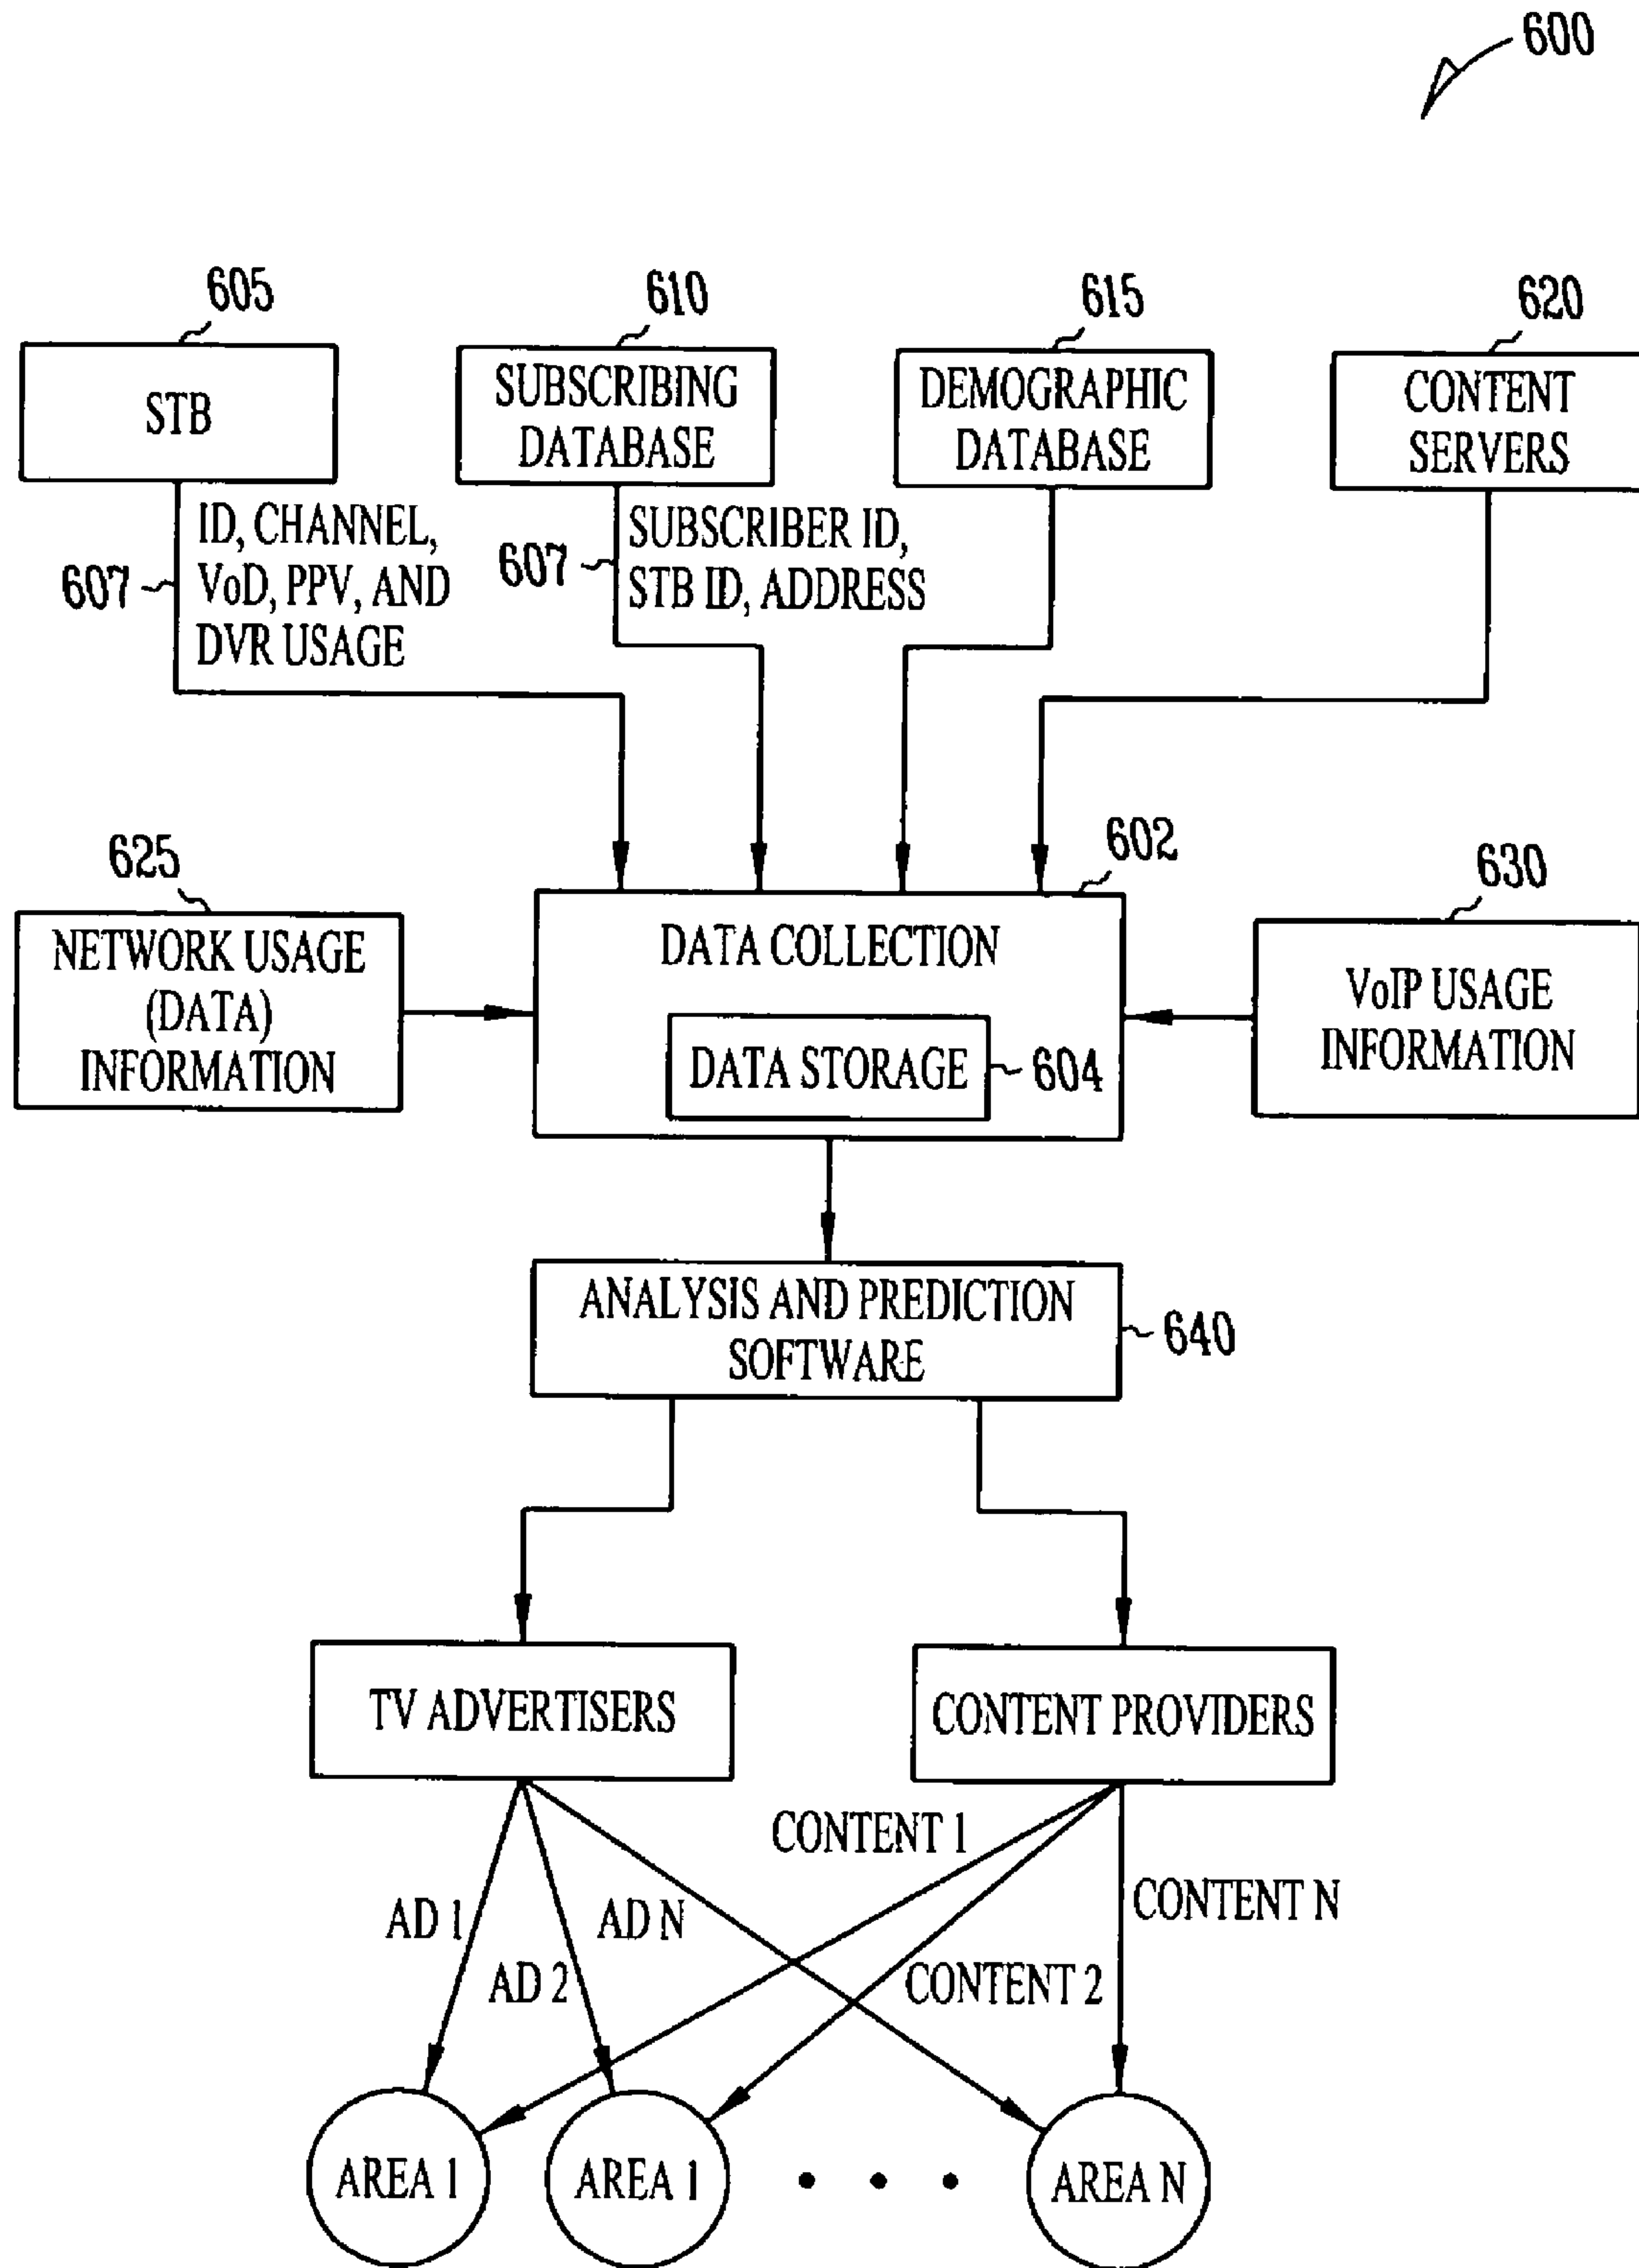 600
605
610
615
620
STB
SUBSCRIBING
DATABASE
DEMOGRAPHIC
DATABASE
CONTENT
SERVERS
607
ID, CHANNEL,
VoD, PPV, AND
DVR USAGE
607
SUBSCRIBER ID,
STB ID, ADDRESS
625
602
630
NETWORK USAGE
(DATA)
INFORMATION
DATA COLLECTION
DATA STORAGE
604
VoIP USAGE
INFORMATION
ANALYSIS AND PREDICTION
SOFTWARE
640
TV ADVERTISERS
CONTENT PROVIDERS
CONTENT 1
AD 1
AD N
CONTENT N
AD 2
CONTENT 2
AREA 1
AREA 1
AREA N